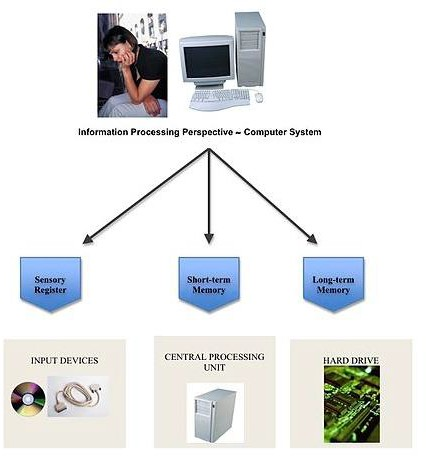 Information Processing Perspective ~ Computer System
Sensory
Register
Short-term
Memory
Long-term
Memory
INPUT DEVICES
CENTRAL PROCESSING
UNIT
HARD DRIVE